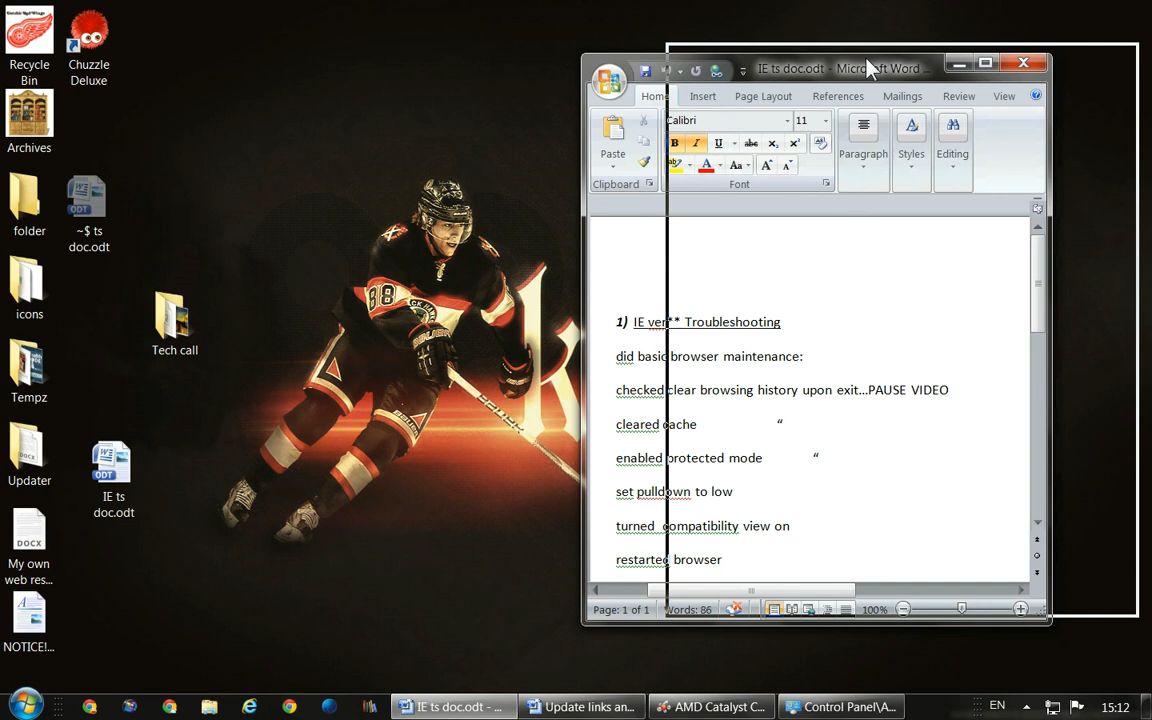 Recycle
Bin
Chuzzle
Deluxe
Archives
folder
~$ ts
doc.odt
icons
Tech call
Tempz
Updater
IE ts
doc.odt
My own
web res...
NOTICE!...
IE ts doc.odt - Microsoft Word ...
Home Insert Page Layout References Mailings Review View
Calibri 11
Paste
B I U abc x₂ x² Aa A A
Paragraph Styles Editing
Clipboard Font
1) IE ver** Troubleshooting
did basic browser maintenance:
checked clear browsing history upon exit...PAUSE VIDEO
cleared cache “
enabled protected mode “
set pulldown to low
turned compatibility view on
restarted browser
Page: 1 of 1 Words: 86 100%
IE ts doc.odt - ... Update links an... AMD Catalyst C... Control Panel\A... EN 15:12